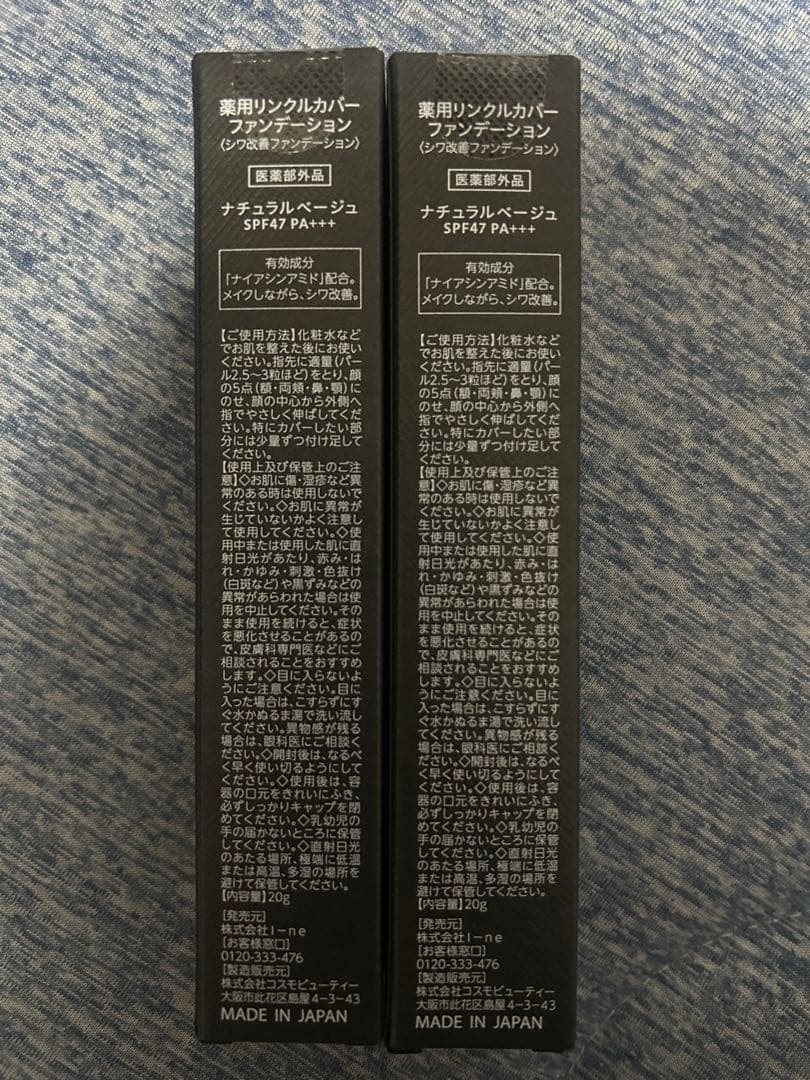 薬用リンクルカバー
ファンデーション
〈シワ改善ファンデーション〉
医薬部外品
ナチュラルベージュ
SPF47 PA+++
有効成分
「ナイアシンアミド」配合。
メイクしながら、シワ改善。
【ご使用方法】化粧水など
でお肌を整えた後にお使い
ください。指先に適量(パー
ル2.5〜3粒ほど)をとり、顔
の5点(額・両頬・鼻・顎)に
のせ、顔の中心から外側へ
指でやさしく伸ばしてくだ
さい。特にカバーしたい部
分には少量ずつ付け足して
ください。
【使用上及び保管上のご注
意】◇お肌に傷・湿疹など異
常のある時は使用しないで
ください。◇お肌に異常が
生じていないかよく注意し
て使用してください。◇使
用中または使用した肌に直
射日光があたり、赤み・は
れ・かゆみ・刺激・色抜け
(白斑など)や黒ずみなどの
異常があらわれた場合は使
用を中止してください。その
まま使用を続けると、症状
を悪化させることがあるの
で、皮膚科専門医などにご
相談されることをおすすめ
します。◇目に入らないよ
うにご注意ください。目に
入った場合は、こすらずにす
ぐ水かぬるま湯で洗い流し
てください。異物感が残る
場合は、眼科医にご相談く
ださい。◇開封後は、なるべ
く早く使い切るようにして
ください。◇使用後は、容
器の口元をきれいにふき、
必ずしっかりキャップを閉
めてください。◇乳幼児の
手の届かないところに保管
してください。◇直射日光
のあたる場所、極端に低温
または高温、多湿の場所を
避けて保管してください。
【内容量】20g
[発売元]
株式会社I-ne
[お客様窓口]
0120-333-476
[製造販売元]
株式会社コスモビューティー
大阪市此花区島屋4-3-43
MADE IN JAPAN
薬用リンクルカバー
ファンデーション
〈シワ改善ファンデーション〉
医薬部外品
ナチュラルベージュ
SPF47 PA+++
有効成分
「ナイアシンアミド」配合。
メイクしながら、シワ改善。
【ご使用方法】化粧水など
でお肌を整えた後にお使い
ください。指先に適量(パー
ル2.5〜3粒ほど)をとり、顔
の5点(額・両頬・鼻・顎)に
のせ、顔の中心から外側へ
指でやさしく伸ばしてくだ
さい。特にカバーしたい部
分には少量ずつ付け足して
ください。
【使用上及び保管上のご注
意】◇お肌に傷・湿疹など異
常のある時は使用しないで
ください。◇お肌に異常が
生じていないかよく注意し
て使用してください。◇使
用中または使用した肌に直
射日光があたり、赤み・は
れ・かゆみ・刺激・色抜け
(白斑など)や黒ずみなどの
異常があらわれた場合は使
用を中止してください。その
まま使用を続けると、症状
を悪化させることがあるの
で、皮膚科専門医などにご
相談されることをおすすめ
します。◇目に入らないよ
うにご注意ください。目に
入った場合は、こすらずにす
ぐ水かぬるま湯で洗い流し
てください。異物感が残る
場合は、眼科医にご相談く
ださい。◇開封後は、なるべ
く早く使い切るようにして
ください。◇使用後は、容
器の口元をきれいにふき、
必ずしっかりキャップを閉
めてください。◇乳幼児の
手の届かないところに保管
してください。◇直射日光
のあたる場所、極端に低温
または高温、多湿の場所を
避けて保管してください。
【内容量】20g
[発売元]
株式会社I-ne
[お客様窓口]
0120-333-476
[製造販売元]
株式会社コスモビューティー
大阪市此花区島屋4-3-43
MADE IN JAPAN